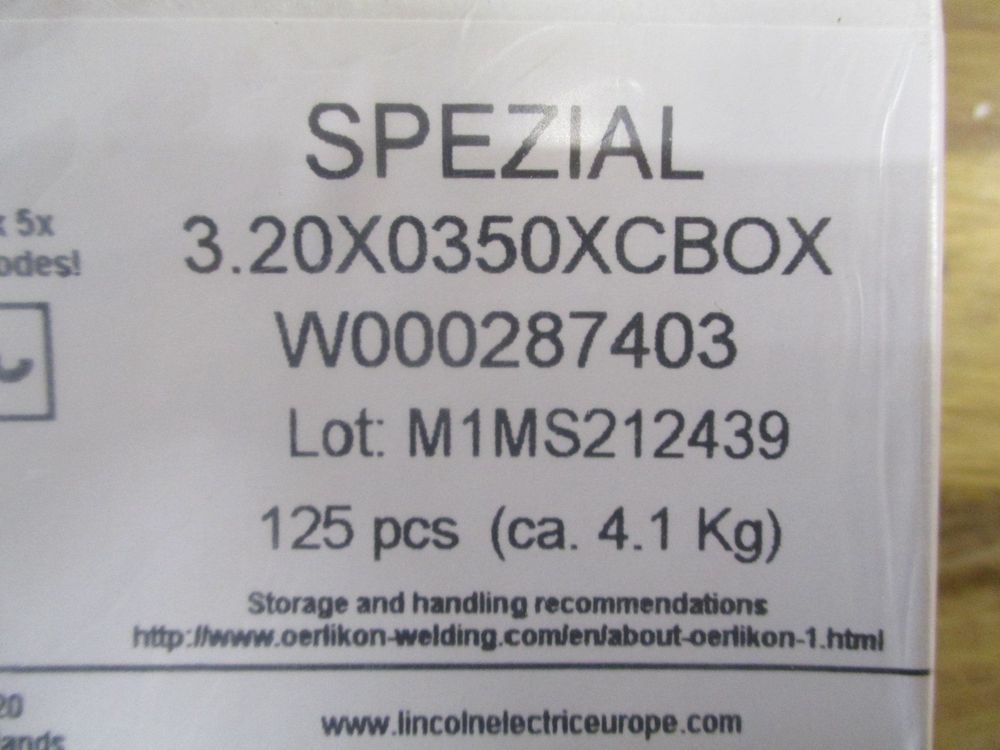 SPEZIAL
3.20X0350XCBOX
5x
W000287403
Lot: M1MS212439
125 pcs (ca. 4.1 Kg)
Storage and handling recommendations
http://www.oerlikon-welding.com/en/about-oerlikon-1.html
www.lincolnelectriceurope.com